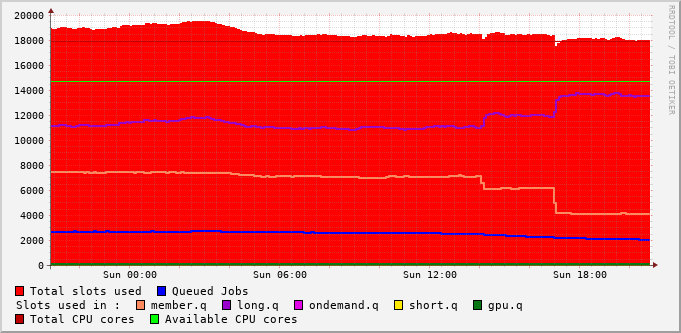 20000
18000
16000
14000
12000
10000
8000
6000
4000
2000
0
Sun 00:00 Sun 06:00 Sun 12:00 Sun 18:00
RRDTOOL / TOBI OETIKER
Total slots used Queued Jobs
Slots used in : member.q long.q ondemand.q short.q gpu.q
Total CPU cores Available CPU cores